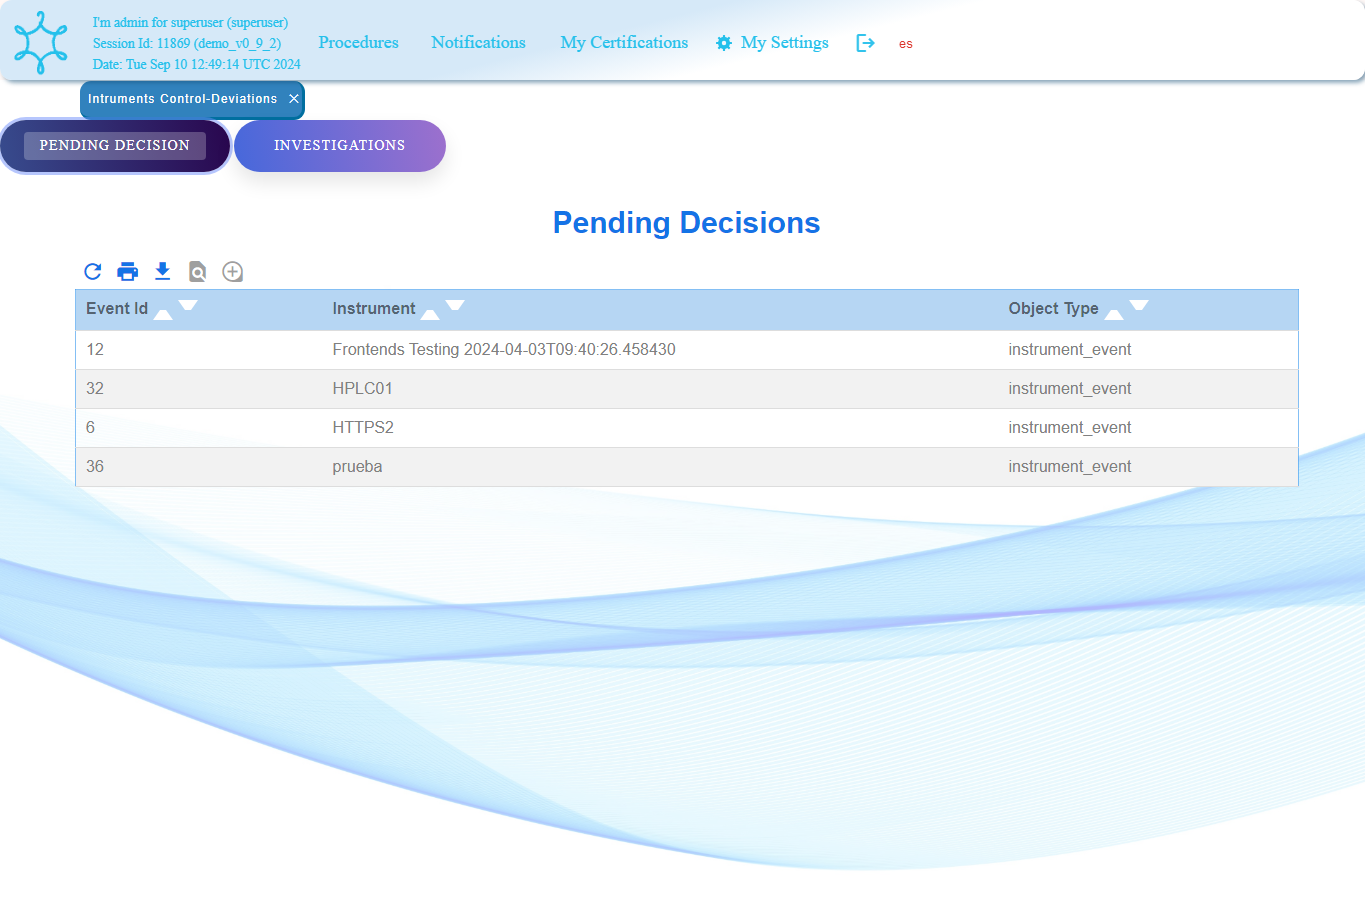 I'm admin for superuser (superuser)
Session Id: 11869 (demo_v0_9_2)
Date: Tue Sep 10 12:49:14 UTC 2024
Procedures Notifications My Certifications My Settings es
Intruments Control-Deviations ×
PENDING DECISION INVESTIGATIONS
Pending Decisions
Event Id Instrument Object Type
12 Frontends Testing 2024-04-03T09:40:26.458430 instrument_event
32 HPLC01 instrument_event
6 HTTPS2 instrument_event
36 prueba instrument_event